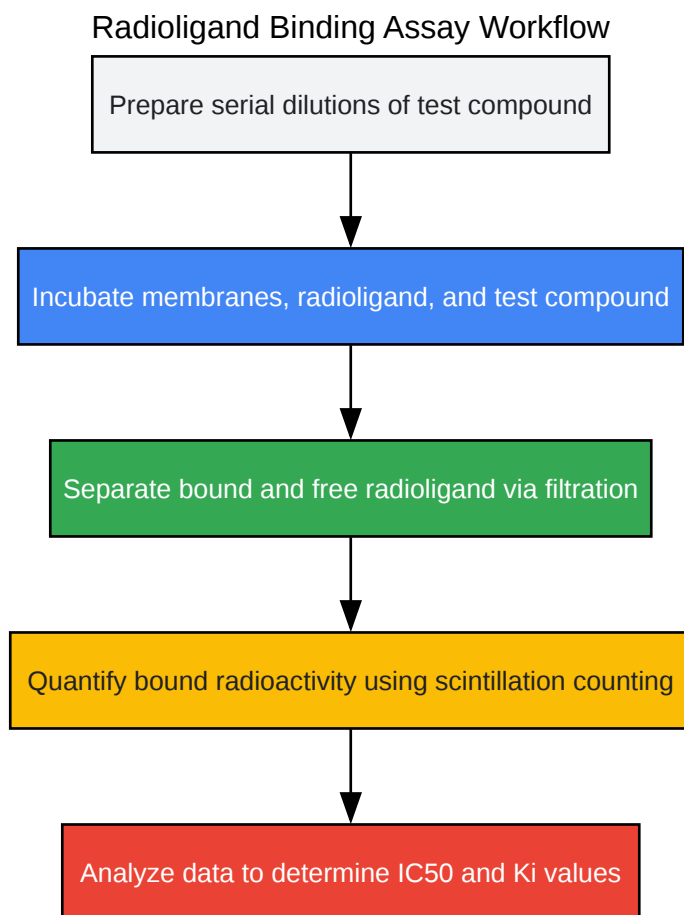 Radioligand Binding Assay Workflow
Prepare serial dilutions of test compound
Incubate membranes, radioligand, and test compound
Separate bound and free radioligand via filtration
Quantify bound radioactivity using scintillation counting
Analyze data to determine IC50 and Ki values